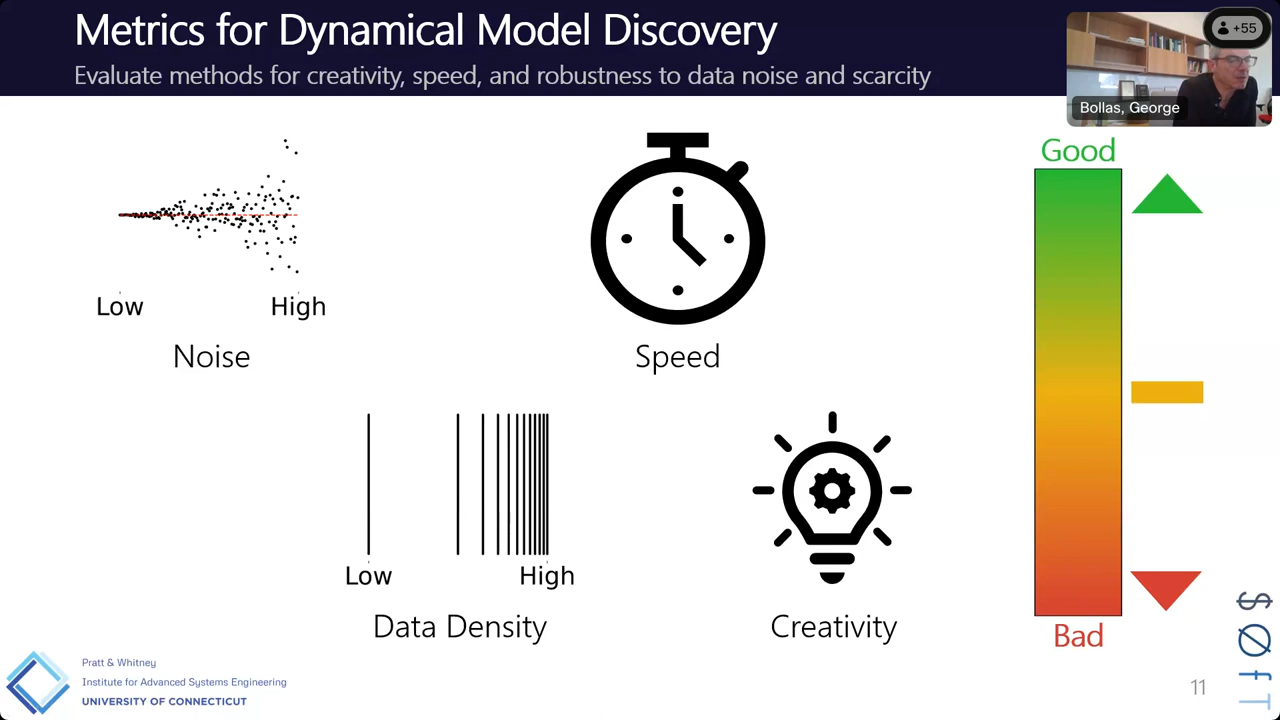 Metrics for Dynamical Model Discovery
Evaluate methods for creativity, speed, and robustness to data noise and scarcity
+55
Bollas, George
Low
High
Noise
Speed
Good
Bad
Low
High
Data Density
Creativity
Pratt & Whitney
Institute for Advanced Systems Engineering
UNIVERSITY OF CONNECTICUT
11